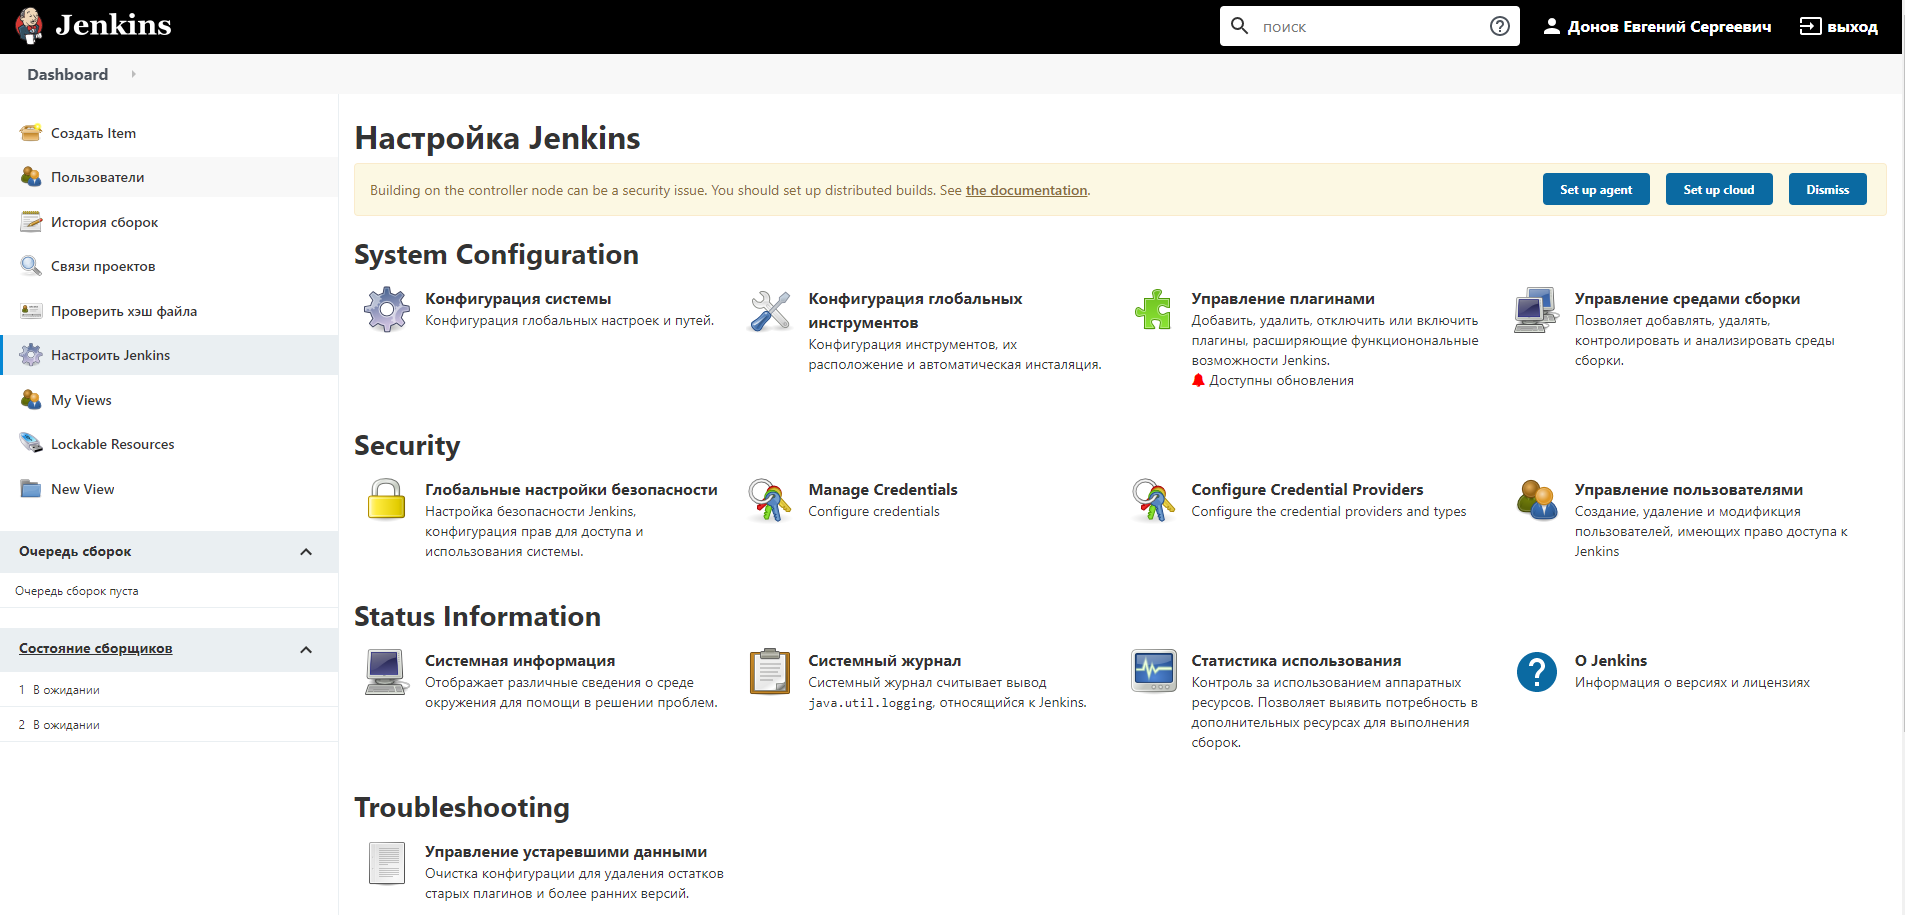 Jenkins
поиск
Донов Евгений Сергеевич
выход
Dashboard
Создать Item
Пользователи
История сборок
Связи проектов
Проверить хэш файла
Настроить Jenkins
My Views
Lockable Resources
New View
Очередь сборок
Очередь сборок пуста
Состояние сборщиков
1 В ожидании
2 В ожидании
Настройка Jenkins
Building on the controller node can be a security issue. You should set up distributed builds. See the documentation.
Set up agent
Set up cloud
Dismiss
System Configuration
Конфигурация системы
Конфигурация глобальных настроек и путей.
Конфигурация глобальных
инструментов
Конфигурация инструментов, их
расположение и автоматическая инсталяция.
Управление плагинами
Добавить, удалить, отключить или включить
плагины, расширяющие функциональные
возможности Jenkins.
Доступны обновления
Управление средами сборки
Позволяет добавлять, удалять,
контролировать и анализировать среды
сборки.
Security
Глобальные настройки безопасности
Настройка безопасности Jenkins,
конфигурация прав для доступа и
использования системы.
Manage Credentials
Configure credentials
Configure Credential Providers
Configure the credential providers and types
Управление пользователями
Создание, удаление и модификция
пользователей, имеющих право доступа к
Jenkins
Status Information
Системная информация
Отображает различные сведения о среде
окружения для помощи в решении проблем.
Системный журнал
Системный журнал считывает вывод
java.util.logging, относящийся к Jenkins.
Статистика использования
Контроль за использованием аппаратных
ресурсов. Позволяет выявить потребность в
дополнительных ресурсах для выполнения
сборок.
О Jenkins
Информация о версиях и лицензиях
Troubleshooting
Управление устаревшими данными
Очистка конфигурации для удаления остатков
старых плагинов и более ранних версий.